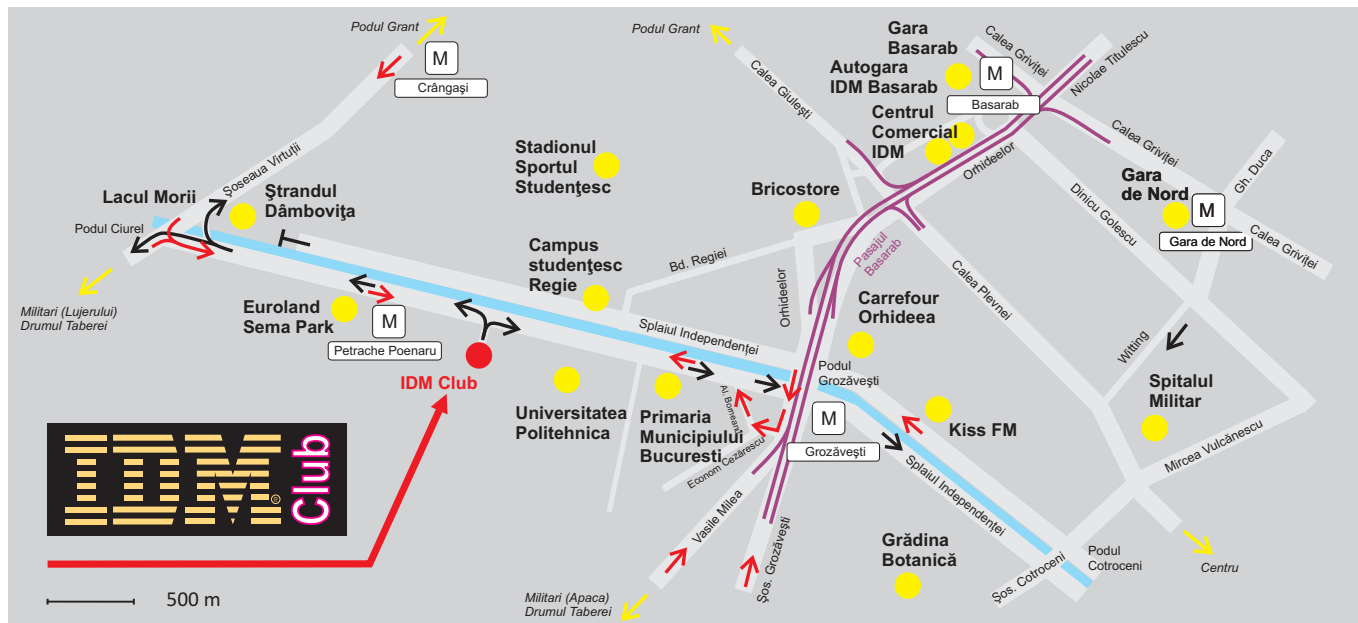 Podul Grant
M
Crângaşi
Şoseaua Virtuţii
Lacul Morii
Podul Ciurel
Ştrandul
Dâmboviţa
Militari (Lujerului)
Drumul Taberei
Euroland
Sema Park
M
Petrache Poenaru
IDM Club
Stadionul
Sportul
Studenţesc
Campus
studenţesc
Regie
Bd. Regiei
Splaiul Independenţei
Universitatea
Politehnica
Primaria
Municipiului
Bucuresti
Al. Borneanu
Econom Cezărescu
Vasile Milea
Şos. Grozăveşti
Militari (Apaca)
Drumul Taberei
Podul Grant
Calea Giuleşti
Gara
Basarab
Autogara
IDM Basarab
M
Basarab
Centrul
Comercial
IDM
Calea Griviţei
Nicolae Titulescu
Calea Griviţei
Orhideelor
Bricostore
Pasajul
Basarab
Orhideelor
Carrefour
Orhideea
Podul
Grozăveşti
M
Grozăveşti
Kiss FM
Splaiul Independenţei
Grădina
Botanică
Calea Plevnei
Dinicu Golescu
Gara
de Nord
M
Gara de Nord
Gh. Duca
Calea Griviţei
Witting
Spitalul
Militar
Mircea Vulcănescu
Şos. Cotroceni
Podul
Cotroceni
Centru
IDM
®
Club
500 m